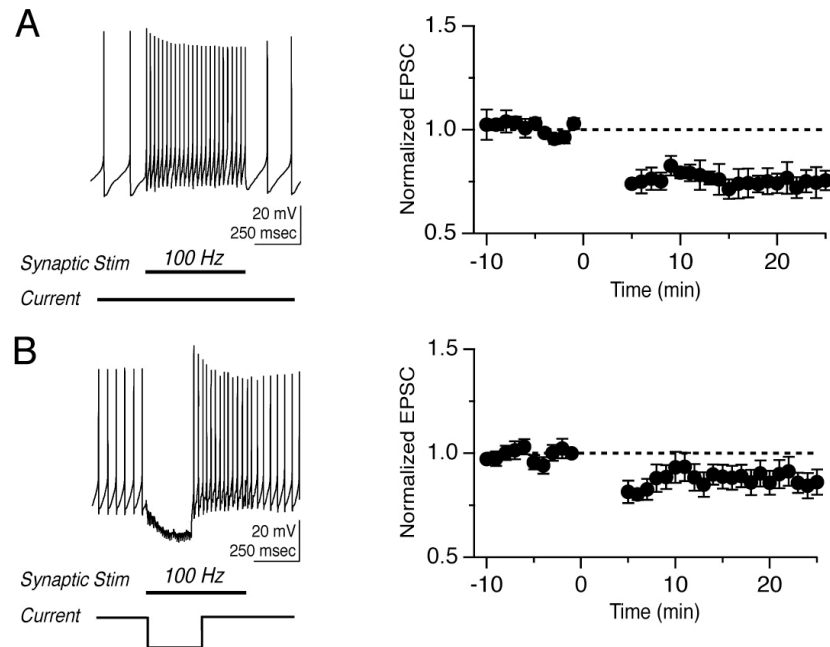 A
20 mV
250 msec
Synaptic Stim 100 Hz
Current
Normalized EPSC
1.5
1.0
0.5
-10 0 10 20
Time (min)
B
20 mV
250 msec
Synaptic Stim 100 Hz
Current
Normalized EPSC
1.5
1.0
0.5
-10 0 10 20
Time (min)